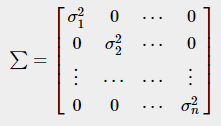 ∑ = [ σ₁² 0 ⋯ 0
0 σ₂² ⋯ 0
⋮ ⋯ ⋯ ⋮
0 0 ⋯ σₙ² ]